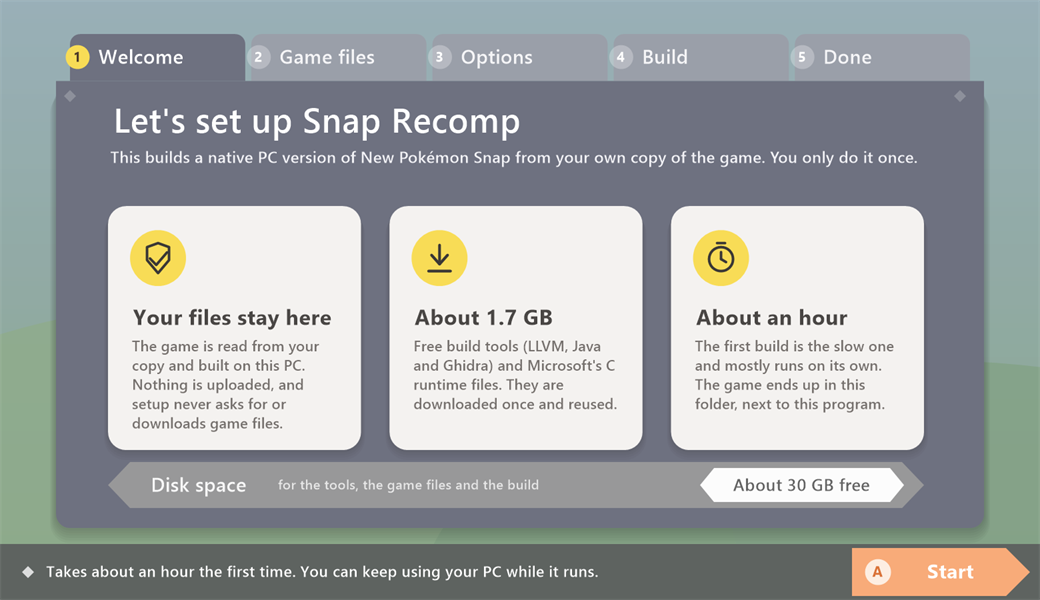 1 Welcome
2 Game files
3 Options
4 Build
5 Done
Let's set up Snap Recomp
This builds a native PC version of New Pokémon Snap from your own copy of the game. You only do it once.
Your files stay here
The game is read from your
copy and built on this PC.
Nothing is uploaded, and
setup never asks for or
downloads game files.
About 1.7 GB
Free build tools (LLVM, Java
and Ghidra) and Microsoft's C
runtime files. They are
downloaded once and reused.
About an hour
The first build is the slow one
and mostly runs on its own.
The game ends up in this
folder, next to this program.
Disk space
for the tools, the game files and the build
About 30 GB free
Takes about an hour the first time. You can keep using your PC while it runs.
A Start